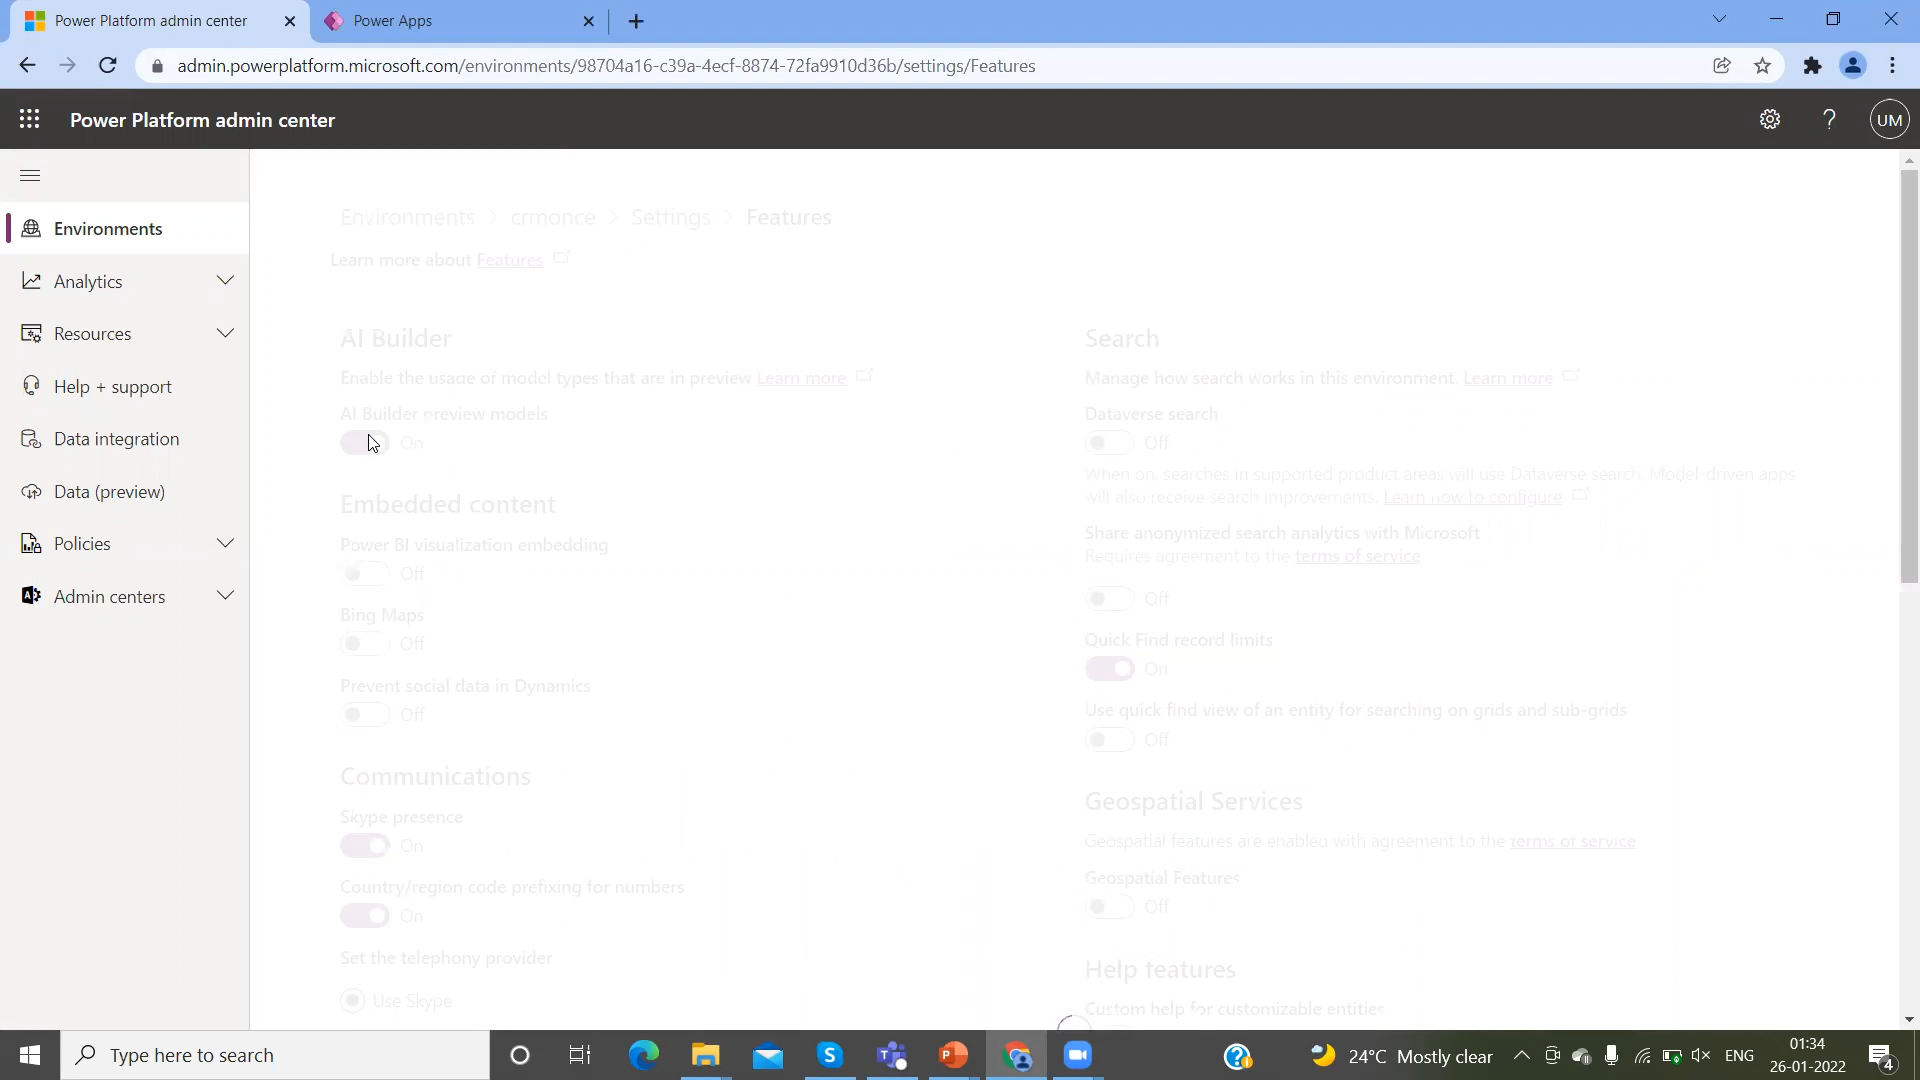 Power Platform admin center
Power Apps
admin.powerplatform.microsoft.com/environments/98704a16-c39a-4ecf-8874-72fa9910d36b/settings/Features
Power Platform admin center
UM
Environments
Analytics
Resources
Help + support
Data integration
Data (preview)
Policies
Admin centers
Environments > crmonce > Settings > Features
Learn more about Features
AI Builder
Enable the usage of model types that are in preview Learn more
AI Builder preview models
On
Embedded content
Power BI visualization embedding
Off
Bing Maps
Off
Prevent social data in Dynamics
Off
Communications
Skype presence
On
Country/region code prefixing for numbers
On
Set the telephony provider
Use Skype
Search
Manage how search works in this environment. Learn more
Dataverse search
Off
When on, searches in supported product areas will use Dataverse search. Model-driven apps
will also receive search improvements. Learn how to configure
Share anonymized search analytics with Microsoft
Requires agreement to the terms of service
Off
Quick Find record limits
On
Use quick find view of an entity for searching on grids and sub-grids
Off
Geospatial Services
Geospatial features are enabled with agreement to the terms of service
Geospatial Features
Off
Help features
Custom help for customizable entities
Type here to search
24°C Mostly clear
ENG
01:34
26-01-2022
4